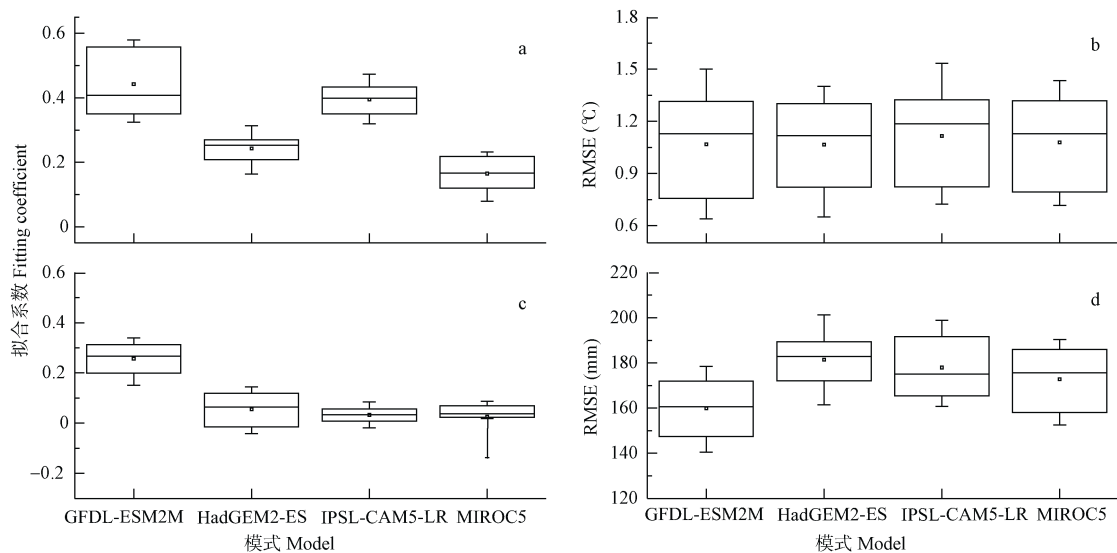 0.6
a
0.4
0.2
0
1.8
b
1.5
1.2
0.9
0.6
RMSE (℃)
拟合系数 Fitting coefficient
0.6
c
0.4
0.2
0
−0.2
GFDL-ESM2M HadGEM2-ES IPSL-CAM5-LR MIROC5
模式 Model
220
d
200
180
160
140
120
RMSE (mm)
GFDL-ESM2M HadGEM2-ES IPSL-CAM5-LR MIROC5
模式 Model